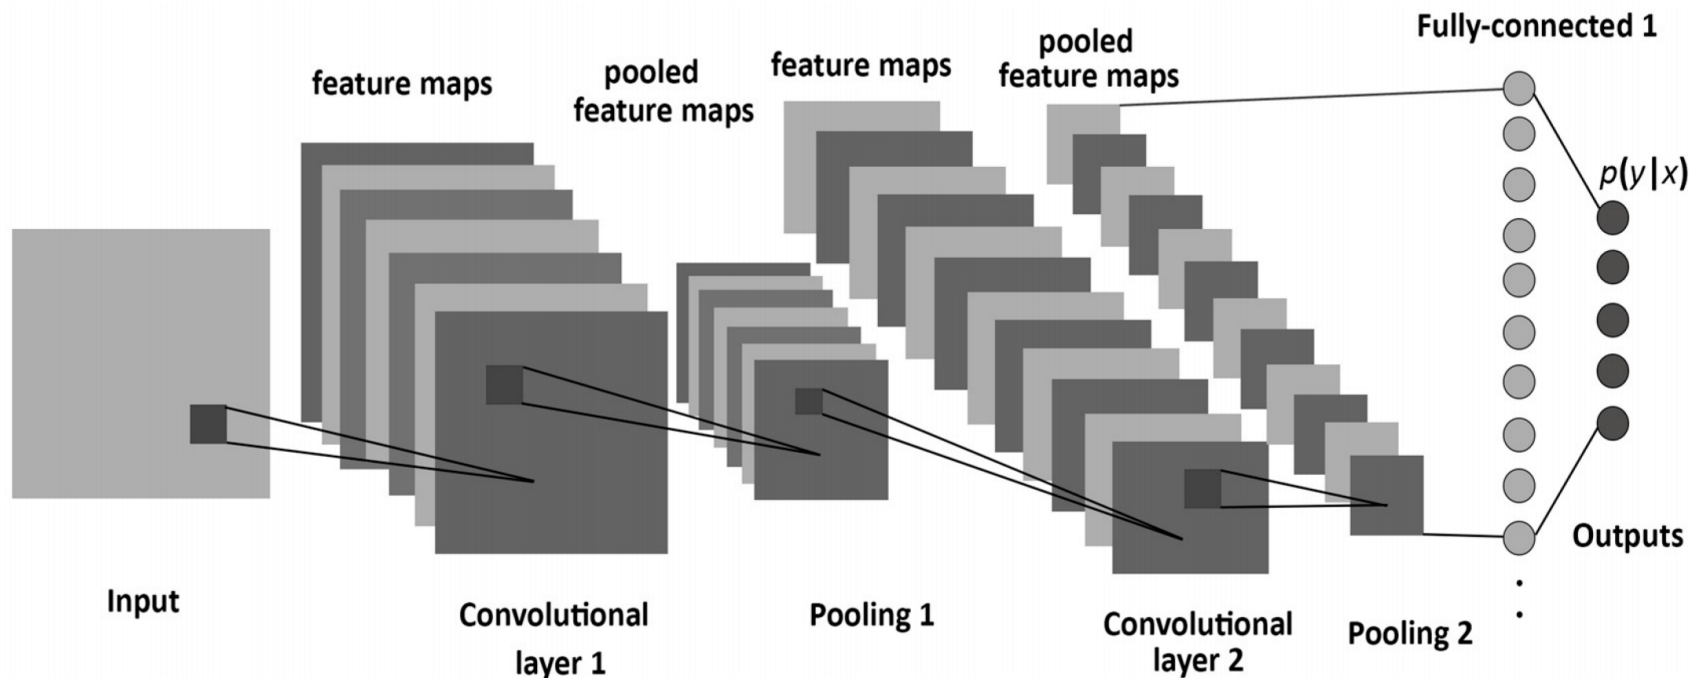 Fully-connected 1
pooled
feature maps
feature maps
pooled
feature maps
feature maps
p(y|x)
Outputs
Input
Convolutional
layer 1
Pooling 1
Convolutional
layer 2
Pooling 2